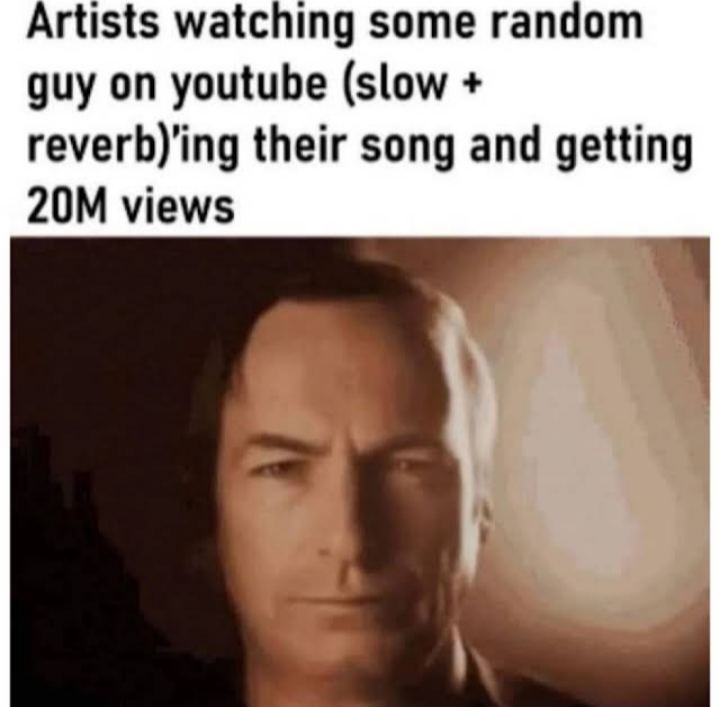 Artists watching some random
guy on youtube (slow +
reverb)'ing their song and getting
20M views